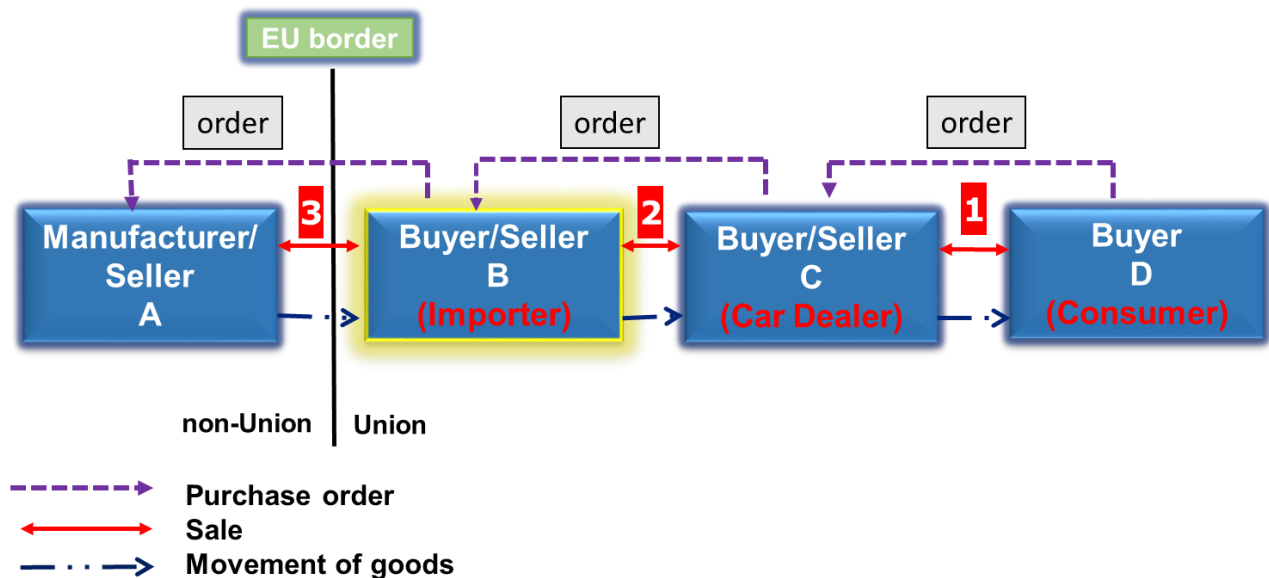 EU border
order
order
order
3
2
1
Manufacturer/
Seller
A
Buyer/Seller
B
(Importer)
Buyer/Seller
C
(Car Dealer)
Buyer
D
(Consumer)
non-Union
Union
Purchase order
Sale
Movement of goods